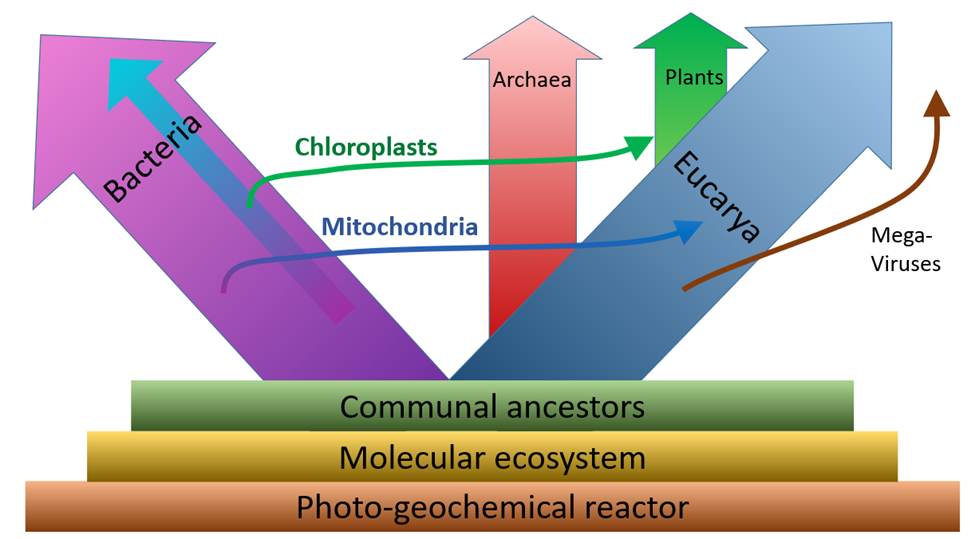 Archaea
Plants
Bacteria
Chloroplasts
Eucarya
Mitochondria
Mega-
Viruses
Communal ancestors
Molecular ecosystem
Photo-geochemical reactor